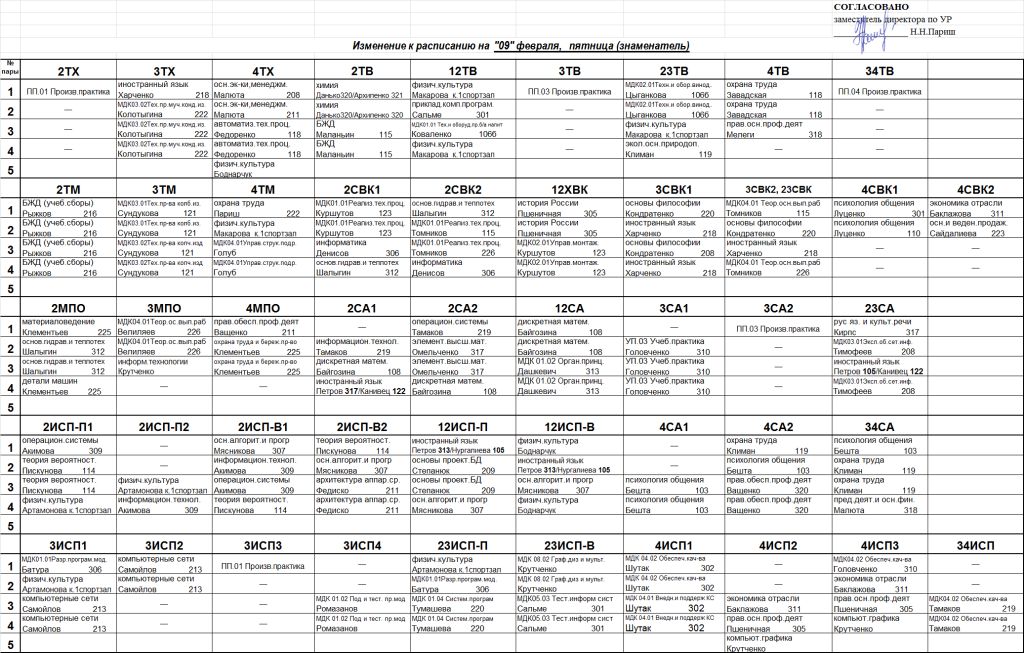 СОГЛАСОВАНО
заместитель директора по УР
Н.Н.Париш
Изменение к расписанию на "09" февраля, пятница (знаменатель)
№ пары 2ТХ 3ТХ 4ТХ 2ТВ 12ТВ 3ТВ 23ТВ 4ТВ 34ТВ
1 ПП.01 Произв.практика иностранный язык осн.эк-ки,менеджм. химия физич.культура ПП.03 Произв.практика МДК02.01Техн.и обор.винод. охрана труда ПП.04 Произв.практика
Харченко 218 Малюта 208 Данько320/Архипенко 321 Макарова к.1спортзал Цыганкова 1066 Завадская 118
2 — МДК03.02Тех.пр.муч.конд.из. осн.эк-ки,менеджм. химия приклад.комп.програм. — МДК02.01Техн.и обор.винод. охрана труда —
Колотыгина 222 Малюта 211 Данько320/Архипенко 320 Сальме 301 Цыганкова 1066 Завадская 118
3 — МДК03.02Тех.пр.муч.конд.из. автоматиз.тех.проц. БЖД МДК01.01 Тех.и оборуд.пр.б/а напит — физич.культура прав.осн.проф.деят —
Колотыгина 222 Федоренко 118 Маланьин 115 Коваленко 1066 Макарова к.1спортзал Мелеги 318
4 — МДК03.02Тех.пр.муч.конд.из. автоматиз.тех.проц. БЖД физич.культура — экол.осн.природоп. — —
Колотыгина 222 Федоренко 118 Маланьин 115 Макарова к.1спортзал Климан 119
5 физич.культура
Боднарчук
2ТМ 3ТМ 4ТМ 2СВК1 2СВК2 12ХВК 3СВК1 3СВК2, 23СВК 4СВК1 4СВК2
1 БЖД (учеб.сборы) МДК03.01Тех.пр-ва колб.из. охрана труда МДК01.01Реализ.тех.проц. основ.гидрав.и теплотех история России основы философии МДК04.01 Теор.осн.вып.раб психолология общения экономика отрасли
Рыжков 216 Сундукова 121 Париш 222 Куршутов 123 Шалыгин 312 Пшеничная 305 Кондратенко 220 Томников 115 Луценко 301 Баклажова 311
2 БЖД (учеб.сборы) МДК03.01Тех.пр-ва колб.из. физич.культура МДК01.01Реализ.тех.проц. МДК01.01Реализ.тех.проц. история России иностранный язык основы философии психолология общения осн.и веден.продаж.
Рыжков 216 Сундукова 121 Макарова к.1спортзал Куршутов 123 Томников 115 Пшеничная 305 Харченко 218 Кондратенко 220 Луценко 110 Сайдалиева 223
3 БЖД (учеб.сборы) МДК03.02Тех.пр-ва копч.изд МДК04.01Управ.струк.подр. информатика МДК01.01Реализ.тех.проц. МДК02.01Управ.монтаж. основы философии иностранный язык — —
Рыжков 216 Сундукова 121 Голуб Денисов 306 Томников 226 Куршутов 123 Кондратенко 208 Харченко 218
4 БЖД (учеб.сборы) МДК03.02Тех.пр-ва копч.изд МДК04.01Управ.струк.подр. основ.гидрав.и теплотех информатика МДК02.01Управ.монтаж. иностранный язык МДК04.01 Теор.осн.вып.раб — —
Рыжков 216 Сундукова 121 Голуб Шалыгин 312 Денисов 306 Куршутов 123 Харченко 218 Томников 226
5
2МПО 3МПО 4МПО 2СА1 2СА2 12СА 3СА1 3СА2 23СА
1 материаловедение МДК04.01Теор.ос.вып.раб прав.обесп.проф.деят — операцион.системы дискретная матем. — ПП.03 Произв.практика рус яз. и культ.речи
Клементьев 225 Велиляев 226 Ващенко 211 Тамаков 219 Байгозина 108 Кирпс 317
2 основ.гидрав.и теплотех МДК04.01Теор.ос.вып.раб охрана труда и береж.пр-во информацион.технол. элемент.высш.мат. дискретная матем. УП.03 Учеб.практика — МДК03.01Эксп.об.сет.инф.
Шалыгин 312 Велиляев 226 Клементьев 225 Тамаков 219 Омельченко 317 Байгозина 108 Головченко 310 Тимофеев 208
3 основ.гидрав.и теплотех информ.технологии охрана труда и береж.пр-во дискретная матем. элемент.высш.мат. МДК 01.02 Орган.принц. УП.03 Учеб.практика — иностранный язык
Шалыгин 312 Крутченко Клементьев 225 Байгозина 108 Омельченко 317 Дашкевич 313 Головченко 310 Петров 105/Канивец 122
4 детали машин — — иностранный язык дискретная матем. МДК 01.02 Орган.принц. УП.03 Учеб.практика — МДК03.01Эксп.об.сет.инф.
Клементьев 225 Петров 317/Канивец 122 Байгозина 108 Дашкевич 313 Головченко 310 Тимофеев 208
5
2ИСП-П1 2ИСП-П2 2ИСП-В1 2ИСП-В2 12ИСП-П 12ИСП-В 4СА1 4СА2 34СА
1 операцион.системы — осн.алгорит.и прогр теория вероятност. иностранный язык физич.культура — охрана труда психология общения
Акимова 309 Мясникова 307 Пискунова 114 Петров 313/Нургалиева 105 Боднарчук Климан 119 Бешта 103
2 теория вероятност. — информацион.технол. осн.алгорит.и прогр основы проект.БД иностранный язык — психология общения охрана труда
Пискунова 114 Акимова 309 Мясникова 307 Степанюк 209 Петров 313/Нургалиева 105 Бешта 103 Климан 119
3 теория вероятност. физич.культура операцион.системы архитектура аппар.ср. основы проект.БД осн.алгорит.и прогр психология общения прав.обесп.проф.деят охрана труда
Пискунова 114 Артамонова к.1спортзал Акимова 309 Федиско 211 Степанюк 209 Мясникова 307 Бешта 103 Ващенко 320 Климан 119
4 физич.культура информацион.технол. теория вероятност. архитектура аппар.ср. осн.алгорит.и прогр физич.культура психология общения прав.обесп.проф.деят пред.деят.и осн.фин.
Артамонова к.1спортзал Акимова 309 Пискунова 114 Федиско 211 Мясникова 307 Боднарчук Бешта 103 Ващенко 320 Малюта 318
5
3ИСП1 3ИСП2 3ИСП3 3ИСП4 23ИСП-П 23ИСП-В 4ИСП1 4ИСП2 4ИСП3 34ИСП
1 МДК01.01Разр.програм.мод. компьютерные сети ПП.01 Произв.практика — физич.культура МДК 08.02 Граф.диз и мульт. МДК 04.02 Обеспеч.кач-ва — МДК04.02 Обеспеч.кач-ва —
Батура 306 Самойлов 213 Артамонова к.1спортзал Крутченко Шутак 302 Головченко 310
2 физич.культура компьютерные сети — — МДК01.01Разр.програм.мод. МДК 08.02 Граф.диз и мульт. МДК 04.02 Обеспеч.кач-ва — экономика отрасли —
Артамонова к.1спортзал Самойлов 213 Батура 306 Крутченко Шутак 302 Баклажова 311
3 компьютерные сети — — МДК 01.02 Под и тест. пр.мод МДК 01.04 Систем.програм МДК05.03 Тест.информ сист МДК 04.01 Внедн.и поддерж КС экономика отрасли прав.осн.проф.деят МДК04.02 Обеспеч.кач-ва
Самойлов 213 Ромазанов Тумашева 220 Сальме 301 Шутак 302 Баклажова 311 Пшеничная 305 Тамаков 219
4 компьютерные сети — — МДК 01.02 Под и тест. пр.мод МДК 01.04 Систем.програм МДК05.03 Тест.информ сист МДК 04.01 Внедн.и поддерж КС прав.осн.проф.деят компьют.графика МДК04.02 Обеспеч.кач-ва
Самойлов 213 Ромазанов Тумашева 220 Сальме 301 Шутак 302 Пшеничная 305 Крутченко Тамаков 219
5 компьют.графика
Крутченко